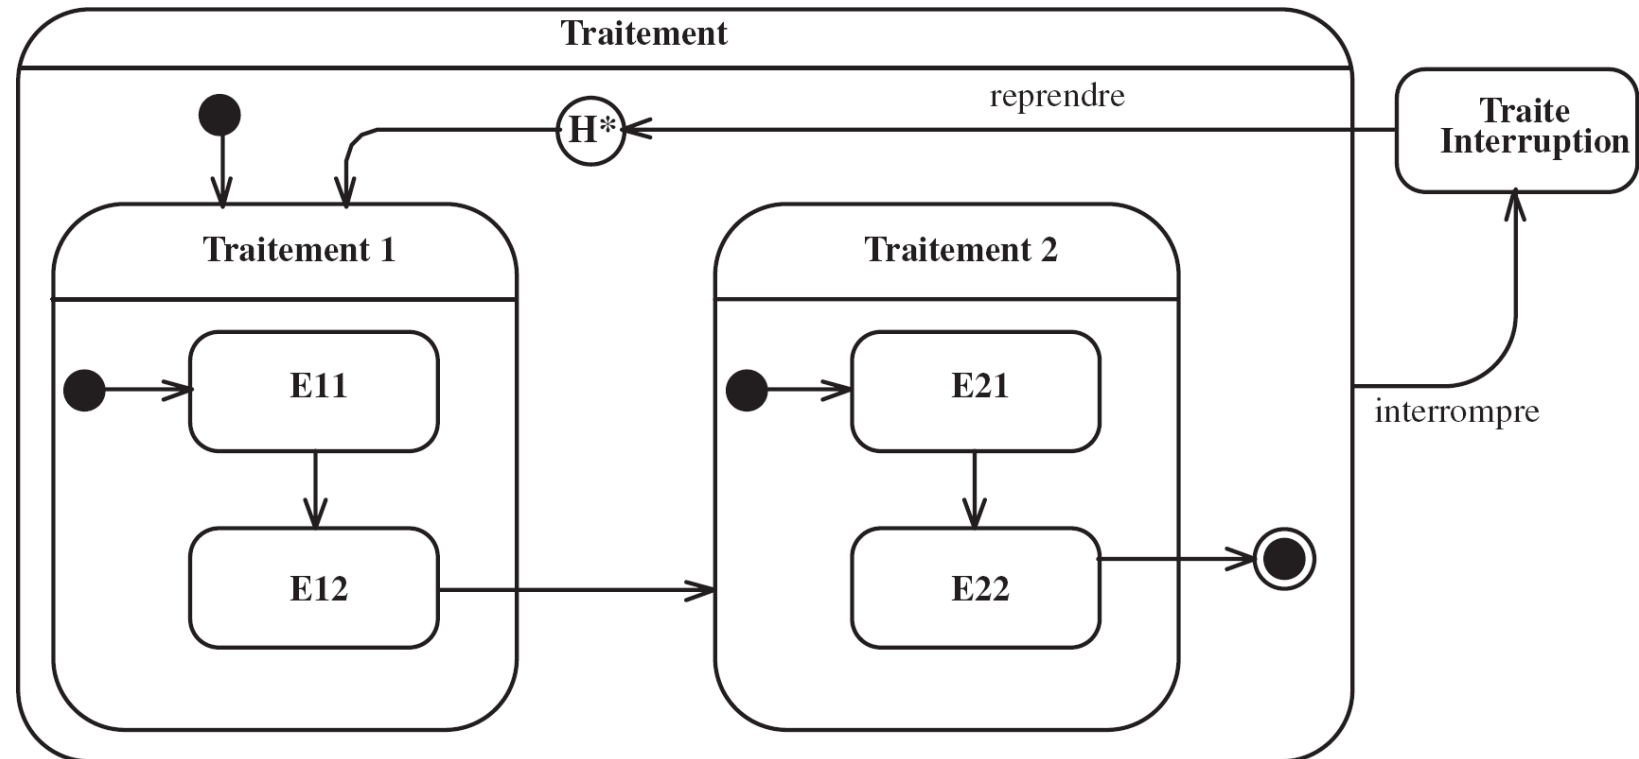 Traitement
reprendre
H*
Traite
Interruption
Traitement 1
Traitement 2
E11
E21
interrompre
E12
E22